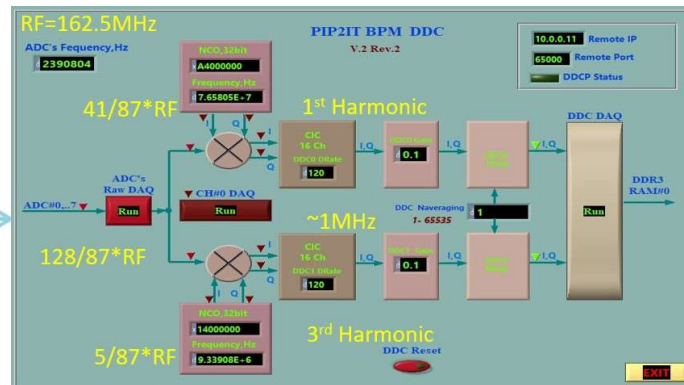 RF=162.5MHz
ADC's Fequency,Hz
2390804
NCO,32bit
A4000000
Frequency,Hz
7.65805E+7
PIP2IT BPM DDC
V.2 Rev.2
10.0.0.11 Remote IP
65000 Remote Port
DDCP Status
41/87*RF
1st Harmonic
I
Q
I
Q
CIC
16 Ch
DDC0 DRate
120
I,Q
DDC0 Gate
0.1
I,Q
I,Q
DDC DAQ
ADC#0,..7
ADC's
Raw DAQ
Run
CH#0 DAQ
Run
DDC Naveraging
1- 65535
1
Run
DDR3
RAM#0
128/87*RF
~1MHz
I
Q
I
Q
CIC
16 Ch
DDC1 DRate
120
I,Q
0.1
I,Q
I,Q
NCO,32bit
14000000
Frequency,Hz
9.33908E+6
5/87*RF
3rd Harmonic
DDC Reset
EXIT